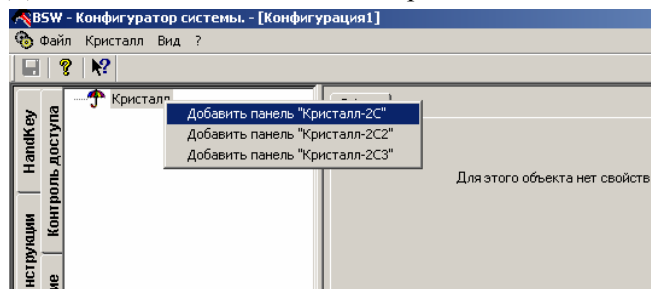 BSW - Конфигуратор системы. - [Конфигурация1]
Файл Кристалл Вид ?
Кристалл
Добавить панель "Кристалл-2С"
Добавить панель "Кристалл-2С2"
Добавить панель "Кристалл-2С3"
Для этого объекта нет свойств
HandKey
Контроль доступа